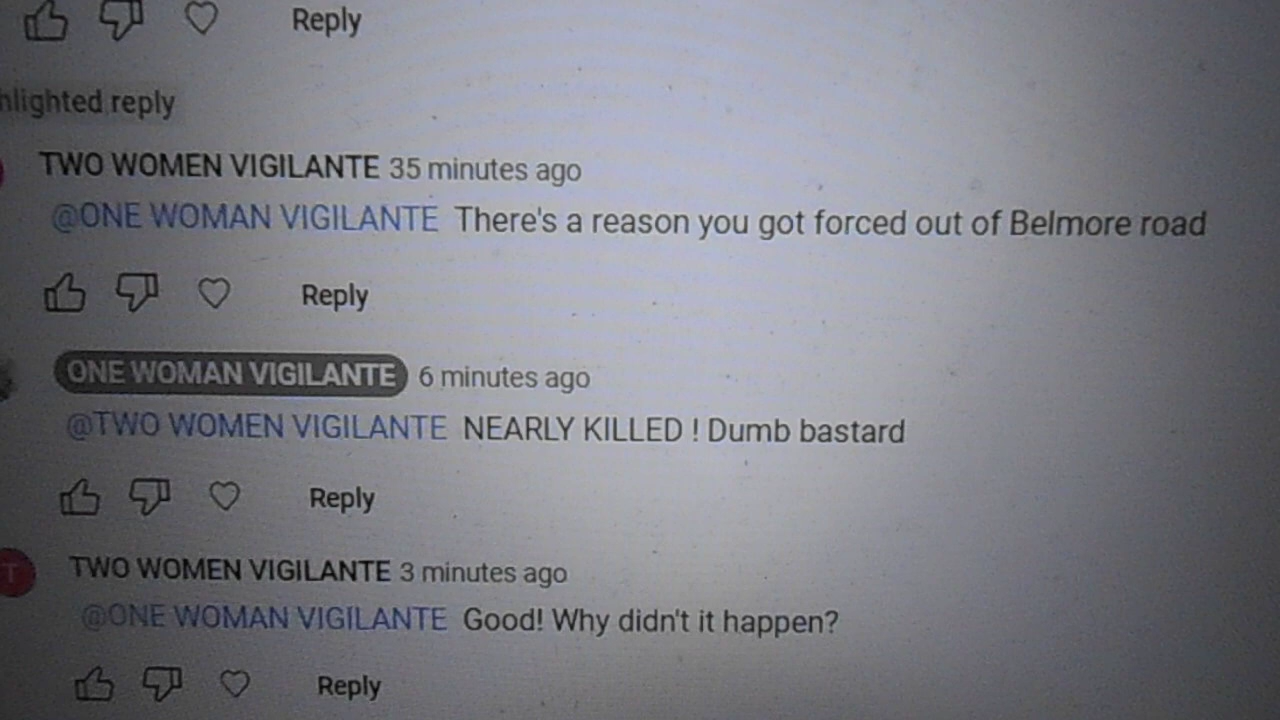 Reply
hlighted reply
TWO WOMEN VIGILANTE 35 minutes ago
@ONE WOMAN VIGILANTE There's a reason you got forced out of Belmore road
Reply
ONE WOMAN VIGILANTE 6 minutes ago
@TWO WOMEN VIGILANTE NEARLY KILLED ! Dumb bastard
Reply
T
TWO WOMEN VIGILANTE 3 minutes ago
@ONE WOMAN VIGILANTE Good! Why didn't it happen?
Reply